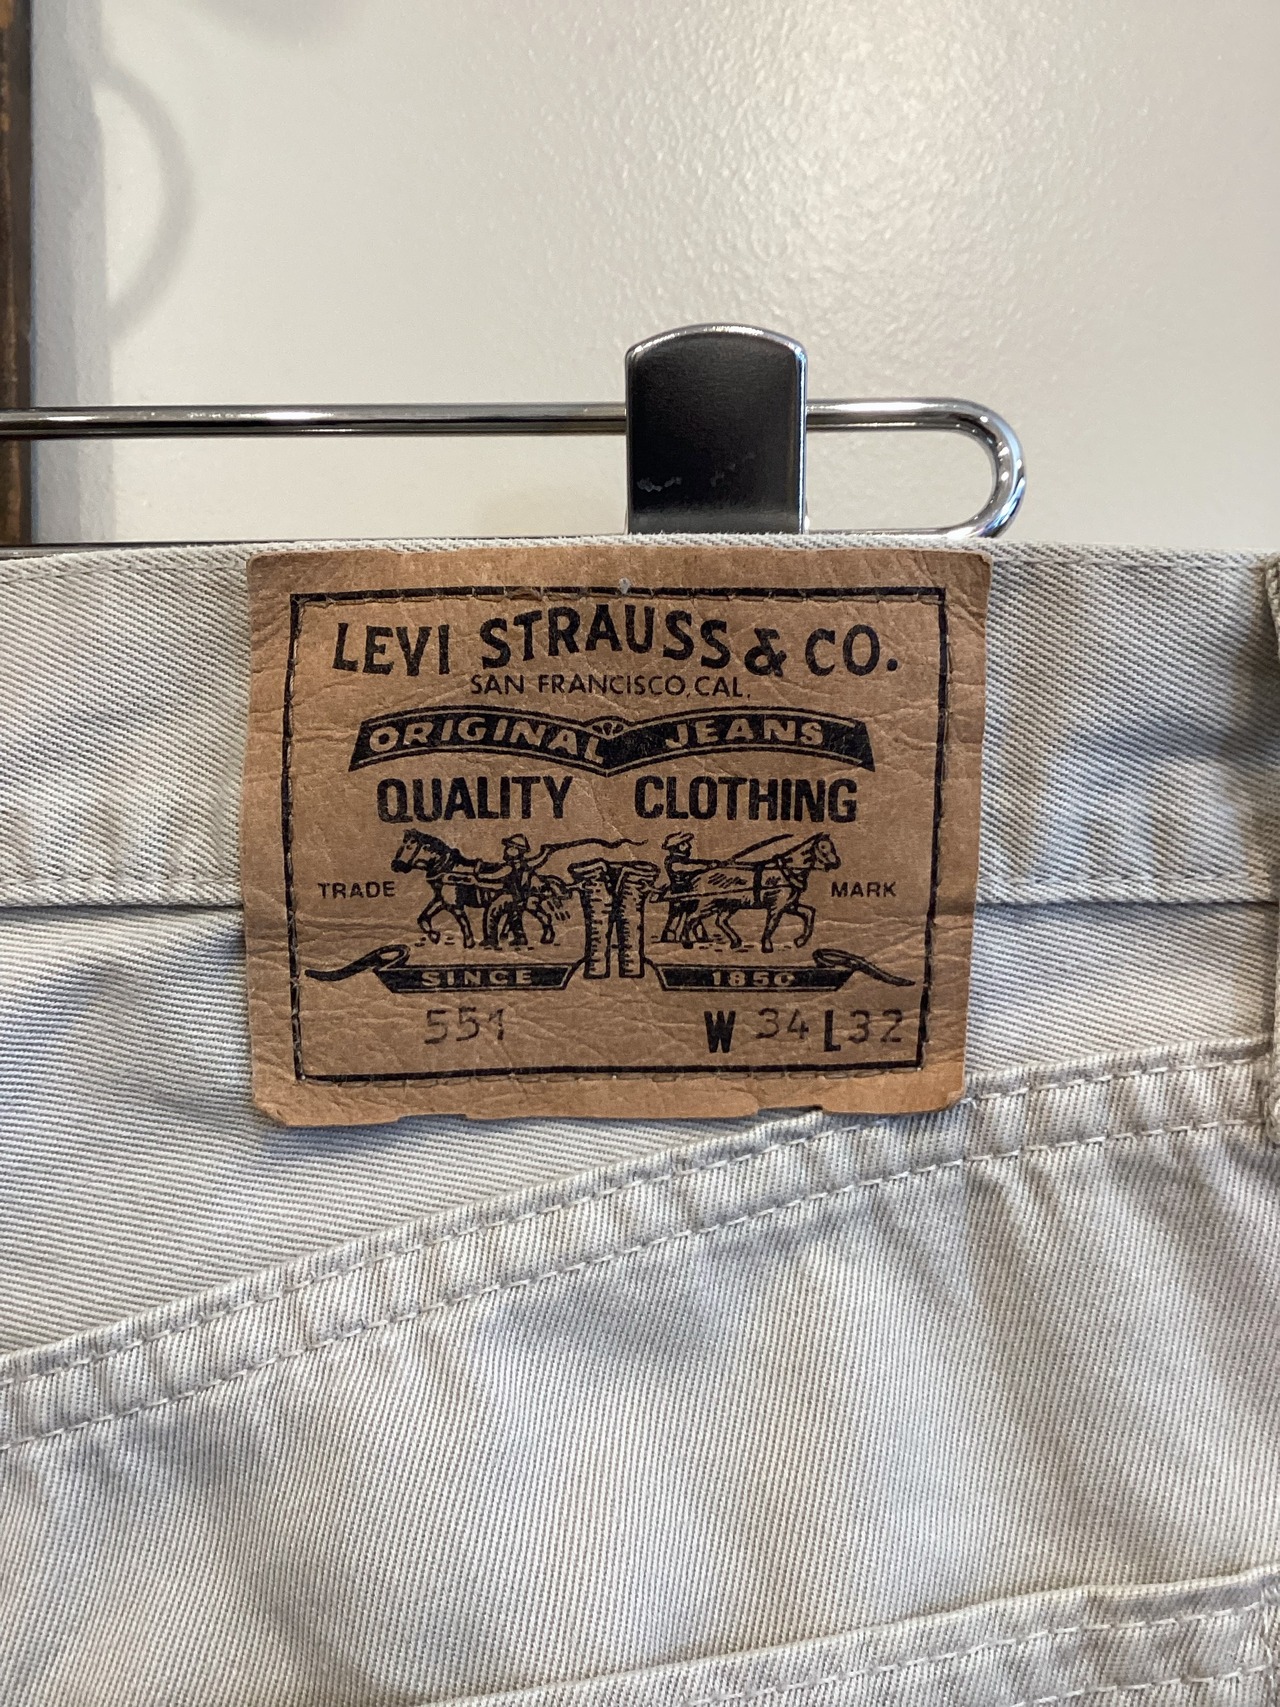 LEVI STRAUSS & CO.
SAN FRANCISCO, CAL.
ORIGINAL JEANS
QUALITY CLOTHING
TRADE MARK
SINCE 1850
551 W 34 L 32